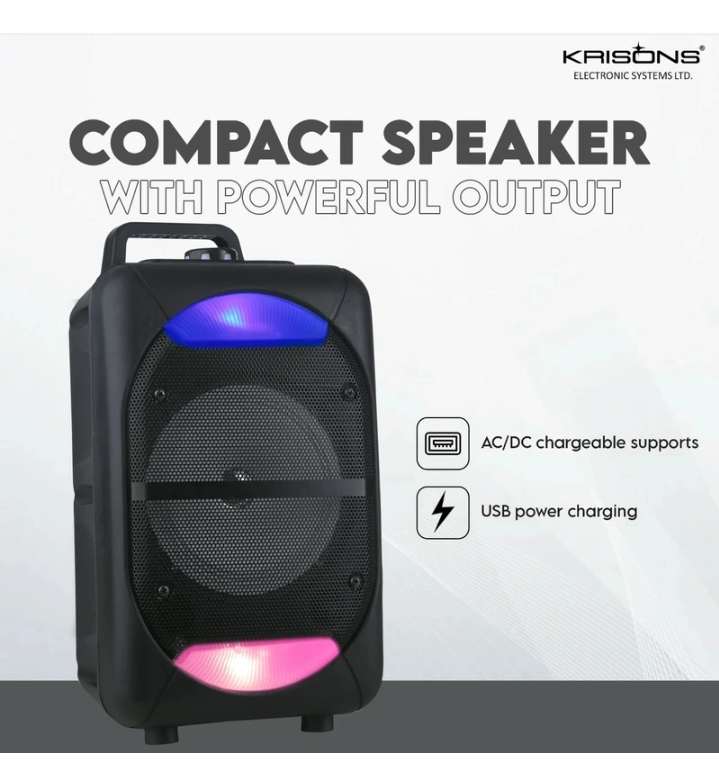 KRISONS®
ELECTRONIC SYSTEMS LTD.
COMPACT SPEAKER
WITH POWERFUL OUTPUT
AC/DC chargeable supports
USB power charging